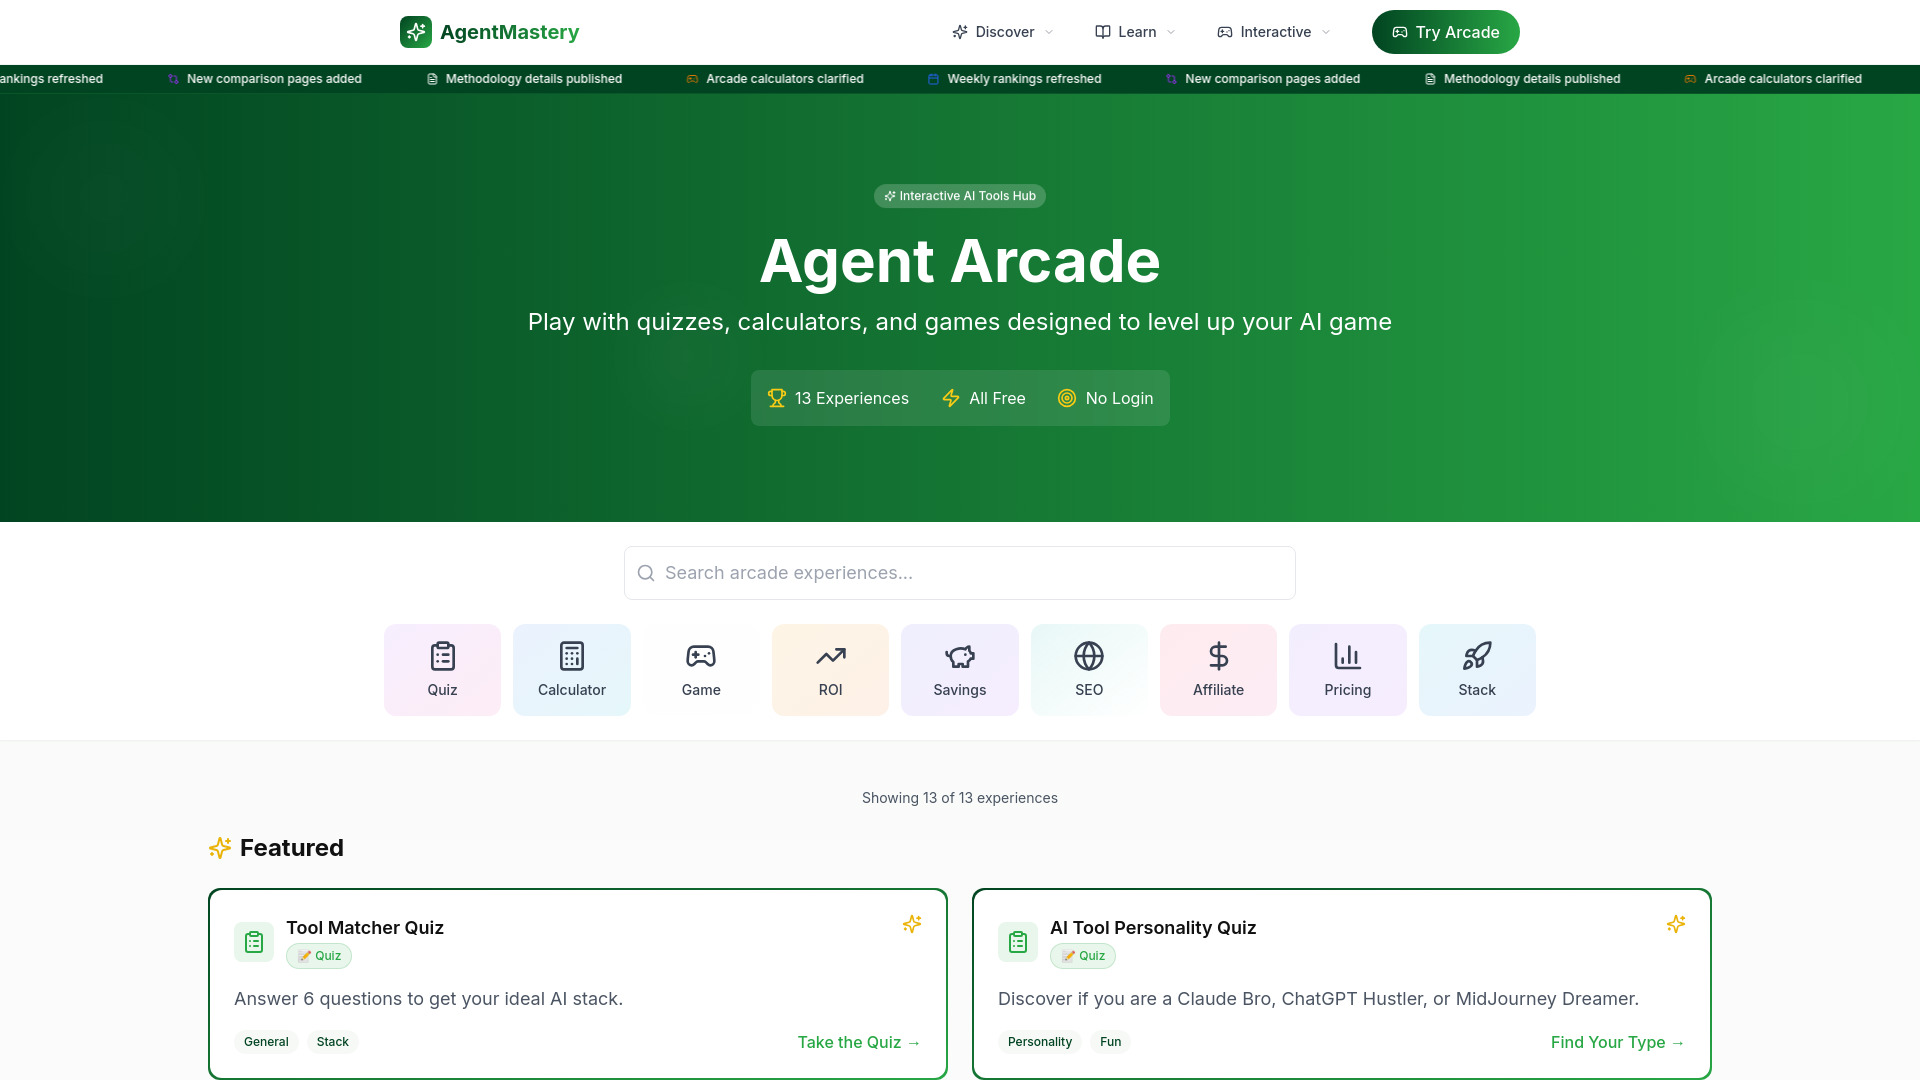 AgentMastery
Discover
Learn
Interactive
Try Arcade
ankings refreshed
New comparison pages added
Methodology details published
Arcade calculators clarified
Weekly rankings refreshed
New comparison pages added
Methodology details published
Arcade calculators clarified
Interactive AI Tools Hub
Agent Arcade
Play with quizzes, calculators, and games designed to level up your AI game
13 Experiences
All Free
No Login
Search arcade experiences...
Quiz
Calculator
Game
ROI
Savings
SEO
Affiliate
Pricing
Stack
Showing 13 of 13 experiences
Featured
Tool Matcher Quiz
📝 Quiz
Answer 6 questions to get your ideal AI stack.
General
Stack
Take the Quiz →
AI Tool Personality Quiz
📝 Quiz
Discover if you are a Claude Bro, ChatGPT Hustler, or MidJourney Dreamer.
Personality
Fun
Find Your Type →